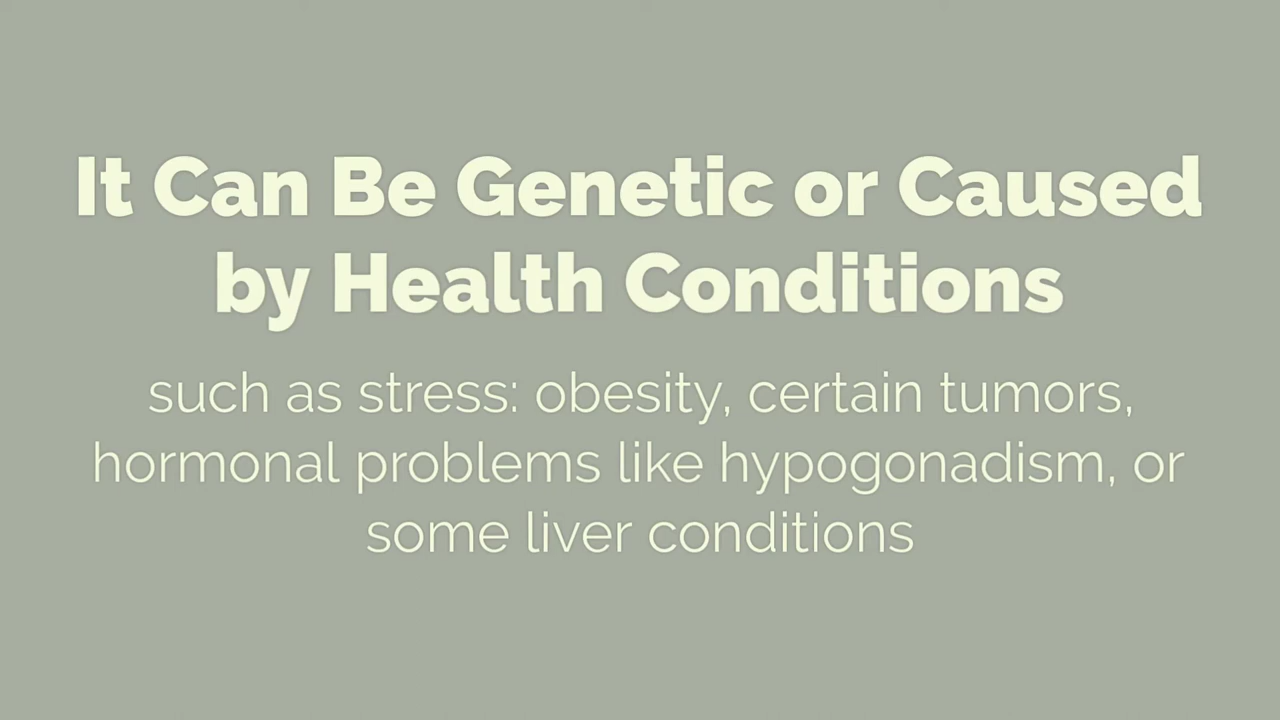 It Can Be Genetic or Caused
by Health Conditions
such as stress: obesity, certain tumors,
hormonal problems like hypogonadism, or
some liver conditions